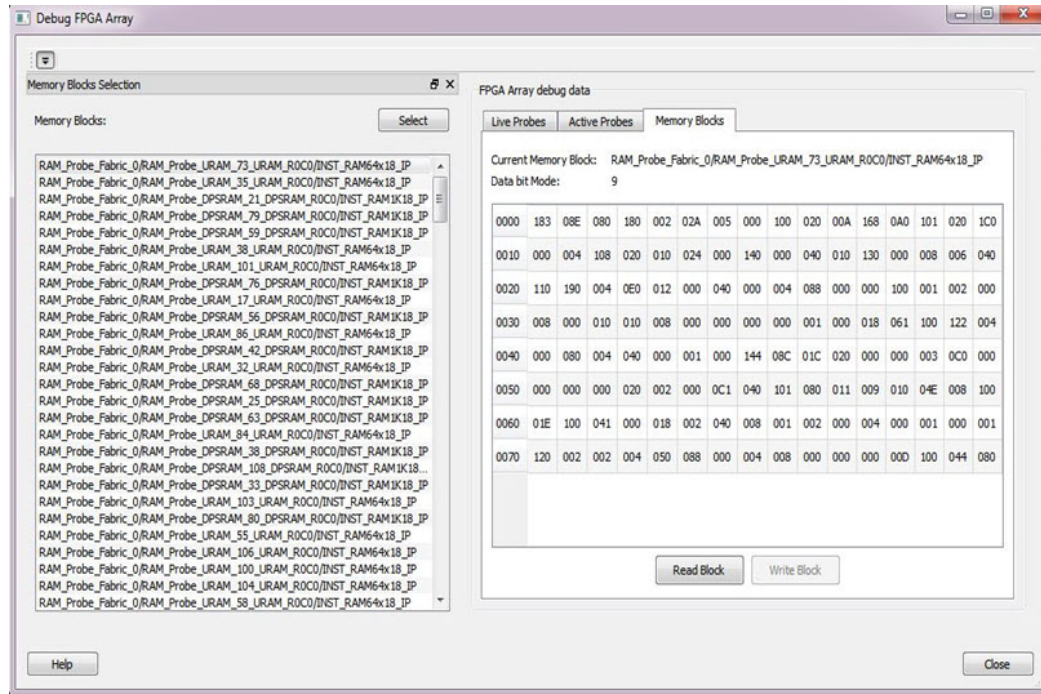 Debug FPGA Array
Memory Blocks Selection
Memory Blocks:
Select
RAM_Probe_Fabric_0/RAM_Probe_URAM_73_URAM_R0C0/INST_RAM64x18_IP
RAM_Probe_Fabric_0/RAM_Probe_URAM_35_URAM_R0C0/INST_RAM64x18_IP
RAM_Probe_Fabric_0/RAM_Probe_DPSRAM_21_DPSRAM_R0C0/INST_RAM1K18_IP
RAM_Probe_Fabric_0/RAM_Probe_DPSRAM_79_DPSRAM_R0C0/INST_RAM1K18_IP
RAM_Probe_Fabric_0/RAM_Probe_DPSRAM_59_DPSRAM_R0C0/INST_RAM1K18_IP
RAM_Probe_Fabric_0/RAM_Probe_URAM_38_URAM_R0C0/INST_RAM64x18_IP
RAM_Probe_Fabric_0/RAM_Probe_URAM_101_URAM_R0C0/INST_RAM64x18_IP
RAM_Probe_Fabric_0/RAM_Probe_DPSRAM_76_DPSRAM_R0C0/INST_RAM1K18_IP
RAM_Probe_Fabric_0/RAM_Probe_URAM_17_URAM_R0C0/INST_RAM64x18_IP
RAM_Probe_Fabric_0/RAM_Probe_DPSRAM_56_DPSRAM_R0C0/INST_RAM1K18_IP
RAM_Probe_Fabric_0/RAM_Probe_URAM_86_URAM_R0C0/INST_RAM64x18_IP
RAM_Probe_Fabric_0/RAM_Probe_DPSRAM_42_DPSRAM_R0C0/INST_RAM1K18_IP
RAM_Probe_Fabric_0/RAM_Probe_URAM_32_URAM_R0C0/INST_RAM64x18_IP
RAM_Probe_Fabric_0/RAM_Probe_DPSRAM_68_DPSRAM_R0C0/INST_RAM1K18_IP
RAM_Probe_Fabric_0/RAM_Probe_DPSRAM_25_DPSRAM_R0C0/INST_RAM1K18_IP
RAM_Probe_Fabric_0/RAM_Probe_DPSRAM_63_DPSRAM_R0C0/INST_RAM1K18_IP
RAM_Probe_Fabric_0/RAM_Probe_URAM_84_URAM_R0C0/INST_RAM64x18_IP
RAM_Probe_Fabric_0/RAM_Probe_DPSRAM_38_DPSRAM_R0C0/INST_RAM1K18_IP
RAM_Probe_Fabric_0/RAM_Probe_DPSRAM_108_DPSRAM_R0C0/INST_RAM1K18...
RAM_Probe_Fabric_0/RAM_Probe_DPSRAM_33_DPSRAM_R0C0/INST_RAM1K18_IP
RAM_Probe_Fabric_0/RAM_Probe_URAM_103_URAM_R0C0/INST_RAM64x18_IP
RAM_Probe_Fabric_0/RAM_Probe_DPSRAM_80_DPSRAM_R0C0/INST_RAM1K18_IP
RAM_Probe_Fabric_0/RAM_Probe_URAM_55_URAM_R0C0/INST_RAM64x18_IP
RAM_Probe_Fabric_0/RAM_Probe_URAM_106_URAM_R0C0/INST_RAM64x18_IP
RAM_Probe_Fabric_0/RAM_Probe_URAM_100_URAM_R0C0/INST_RAM64x18_IP
RAM_Probe_Fabric_0/RAM_Probe_URAM_104_URAM_R0C0/INST_RAM64x18_IP
RAM_Probe_Fabric_0/RAM_Probe_URAM_58_URAM_R0C0/INST_RAM64x18_IP
FPGA Array debug data
Live Probes Active Probes Memory Blocks
Current Memory Block: RAM_Probe_Fabric_0/RAM_Probe_URAM_73_URAM_R0C0/INST_RAM64x18_IP
Data bit Mode: 9
0000 183 08E 080 180 002 02A 005 000 100 020 00A 168 0A0 101 020 1C0
0010 000 004 108 020 010 024 000 140 000 040 010 130 000 008 006 040
0020 110 190 004 0E0 012 000 040 000 004 088 000 000 100 001 002 000
0030 008 000 010 010 008 000 000 000 000 001 000 018 061 100 122 004
0040 000 080 004 040 000 001 000 144 08C 01C 020 000 000 003 0C0 000
0050 000 000 000 020 002 000 0C1 040 101 080 011 009 010 04E 008 100
0060 01E 100 041 000 018 002 040 008 001 002 000 004 000 001 000 001
0070 120 002 002 004 050 088 000 004 008 000 000 000 00D 100 044 080
Read Block Write Block
Help Close